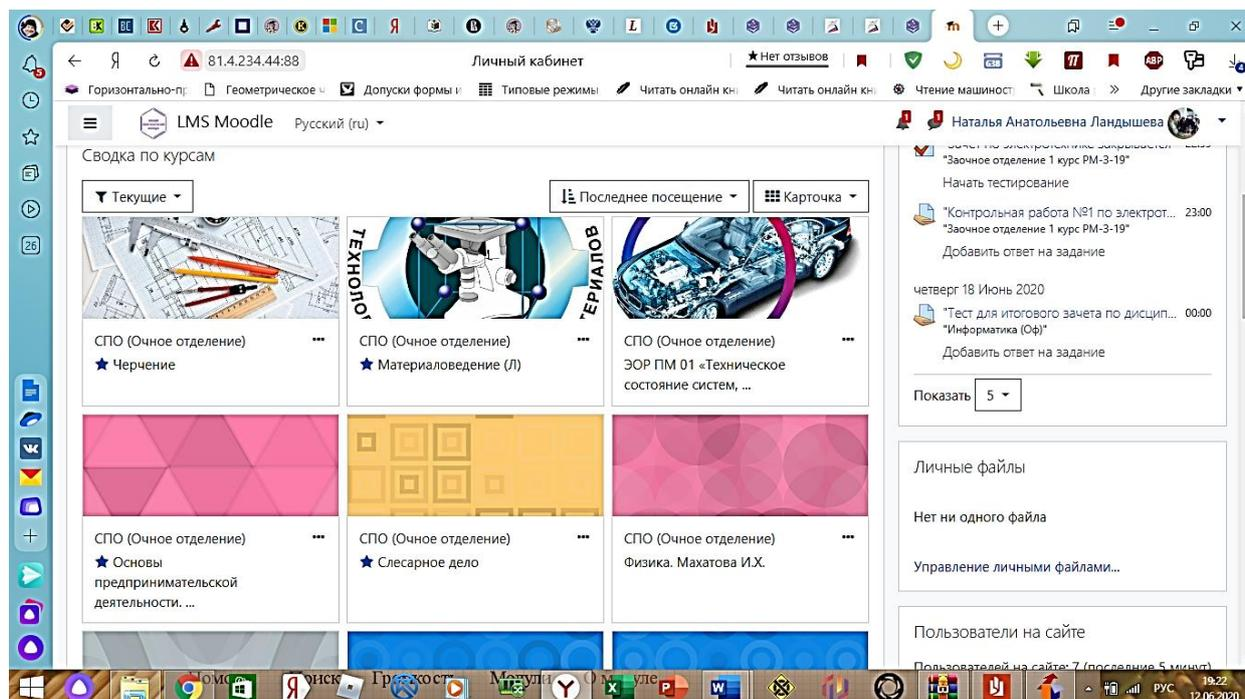 81.4.234.44:88
Личный кабинет
★ Нет отзывов
Горизонтально-пр
Геометрическое ч
Допуски формы и
Типовые режимы
Читать онлайн кн
Читать онлайн кн
Чтение машиност
Школа
Другие закладки
LMS Moodle
Русский (ru)
Наталья Анатольевна Ландышева
Сводка по курсам
Текущие
Последнее посещение
Карточка
СПО (Очное отделение)
Черчение
СПО (Очное отделение)
Материаловедение (Л)
СПО (Очное отделение)
ЭОР ПМ 01 «Техническое
состояние систем, ...
СПО (Очное отделение)
Основы
предпринимательской
деятельности. ...
СПО (Очное отделение)
Слесарное дело
СПО (Очное отделение)
Физика. Махатова И.Х.
"Заочное отделение 1 курс РМ-З-19"
Начать тестирование
"Контрольная работа №1 по электрот... 23:00
"Заочное отделение 1 курс РМ-З-19"
Добавить ответ на задание
четверг 18 Июнь 2020
"Тест для итогового зачета по дисцип... 00:00
"Информатика (Оф)"
Добавить ответ на задание
Показать 5
Личные файлы
Нет ни одного файла
Управление личными файлами...
Пользователи на сайте
Пользователей на сайте: 7 (последние 5 минут)
РУС
19:22
12.06.2020